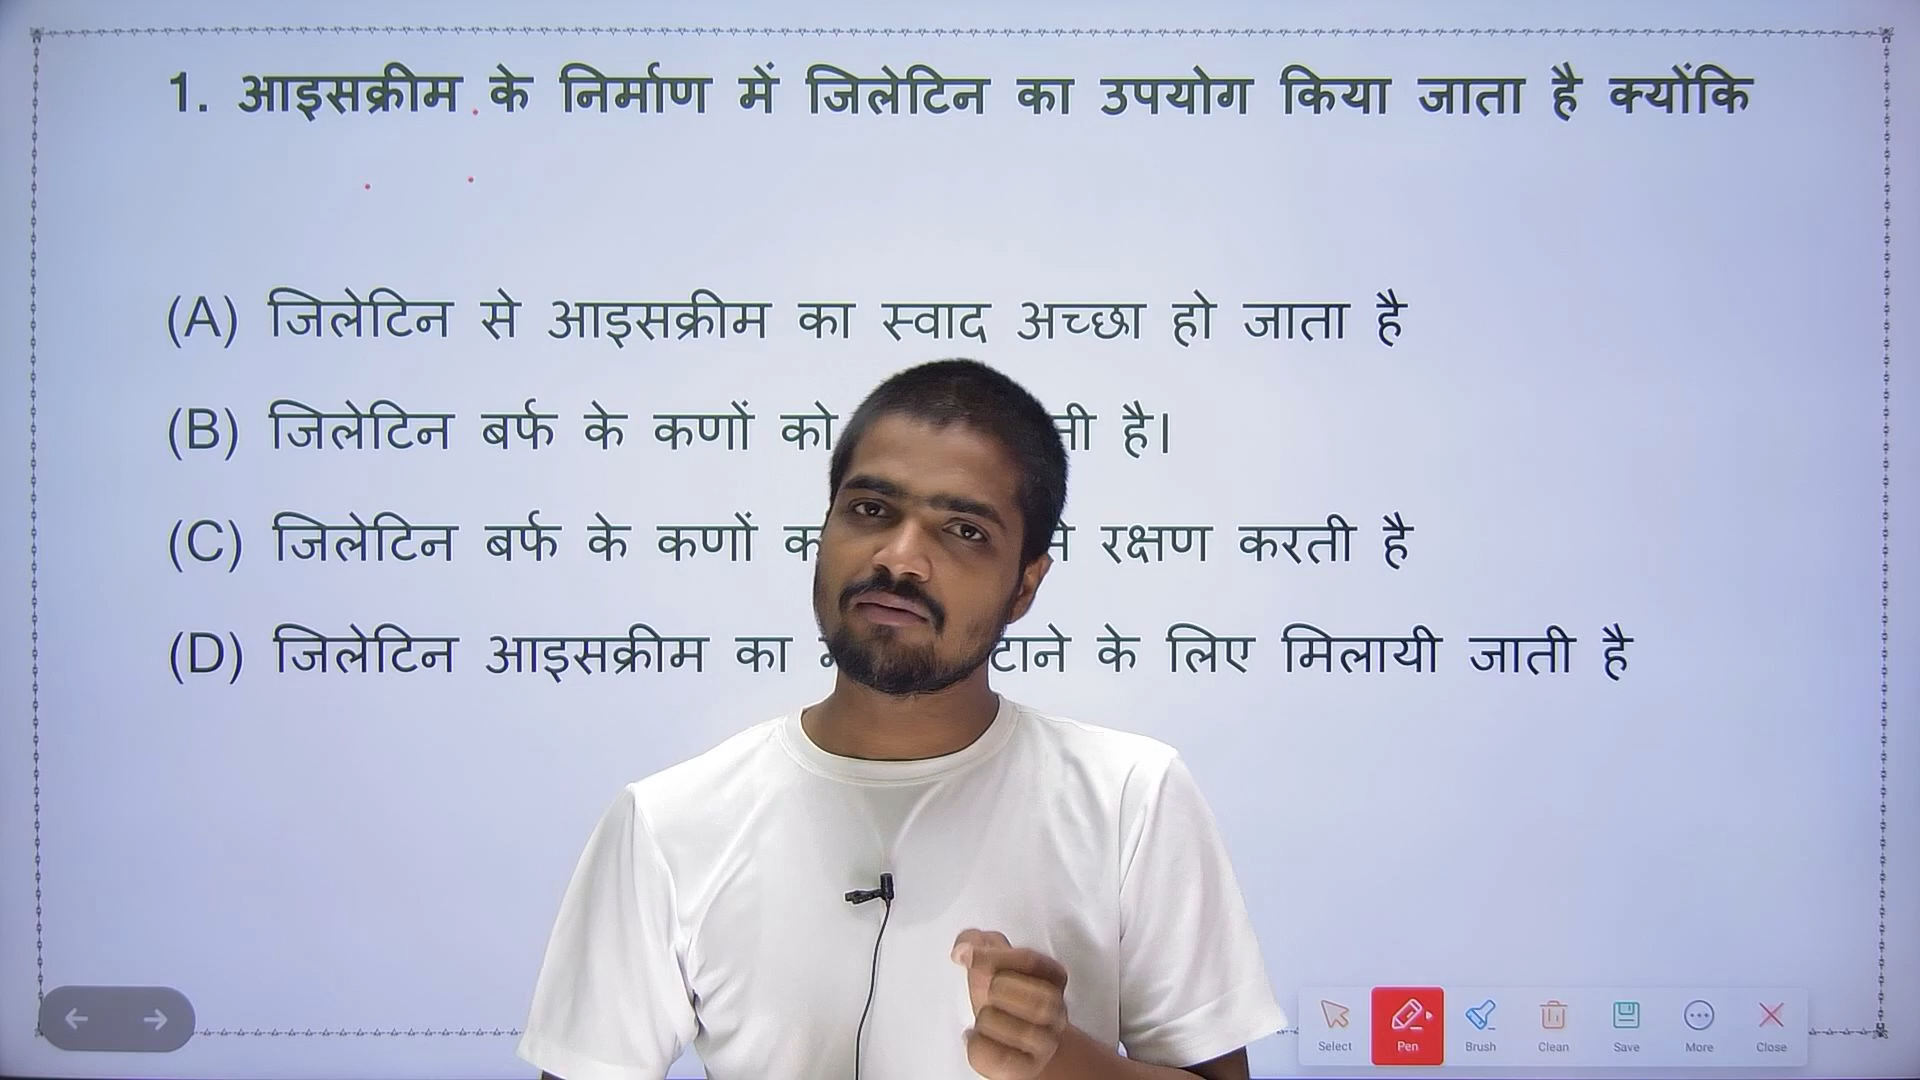 1. आइसक्रीम के निर्माण में जिलेटिन का उपयोग किया जाता है क्योंकि
(A) जिलेटिन से आइसक्रीम का स्वाद अच्छा हो जाता है
(B) जिलेटिन बर्फ के कणों को है।
(C) जिलेटिन बर्फ के कणों रक्षण करती है
(D) जिलेटिन आइसक्रीम का के लिए मिलायी जाती है
Select Pen Brush Clean Save More Close